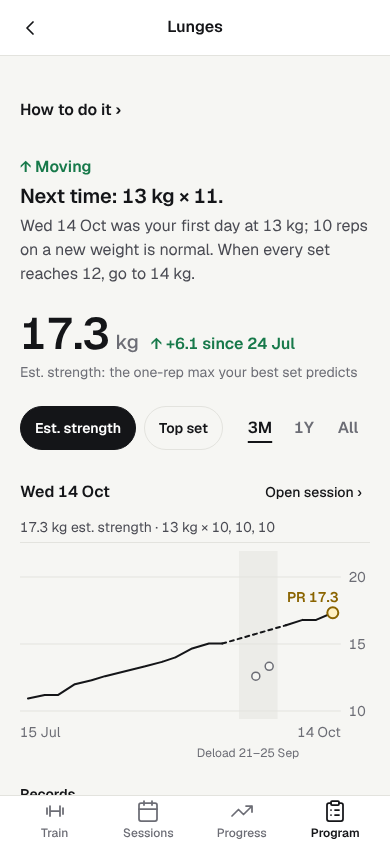 Lunges
How to do it ›
↑ Moving
Next time: 13 kg × 11.
Wed 14 Oct was your first day at 13 kg; 10 reps
on a new weight is normal. When every set
reaches 12, go to 14 kg.
17.3 kg ↑ +6.1 since 24 Jul
Est. strength: the one-rep max your best set predicts
Est. strength Top set 3M 1Y All
Wed 14 Oct Open session ›
17.3 kg est. strength · 13 kg × 10, 10, 10
20
PR 17.3
15
10
15 Jul 14 Oct
Deload 21–25 Sep
Records
Train Sessions Progress Program